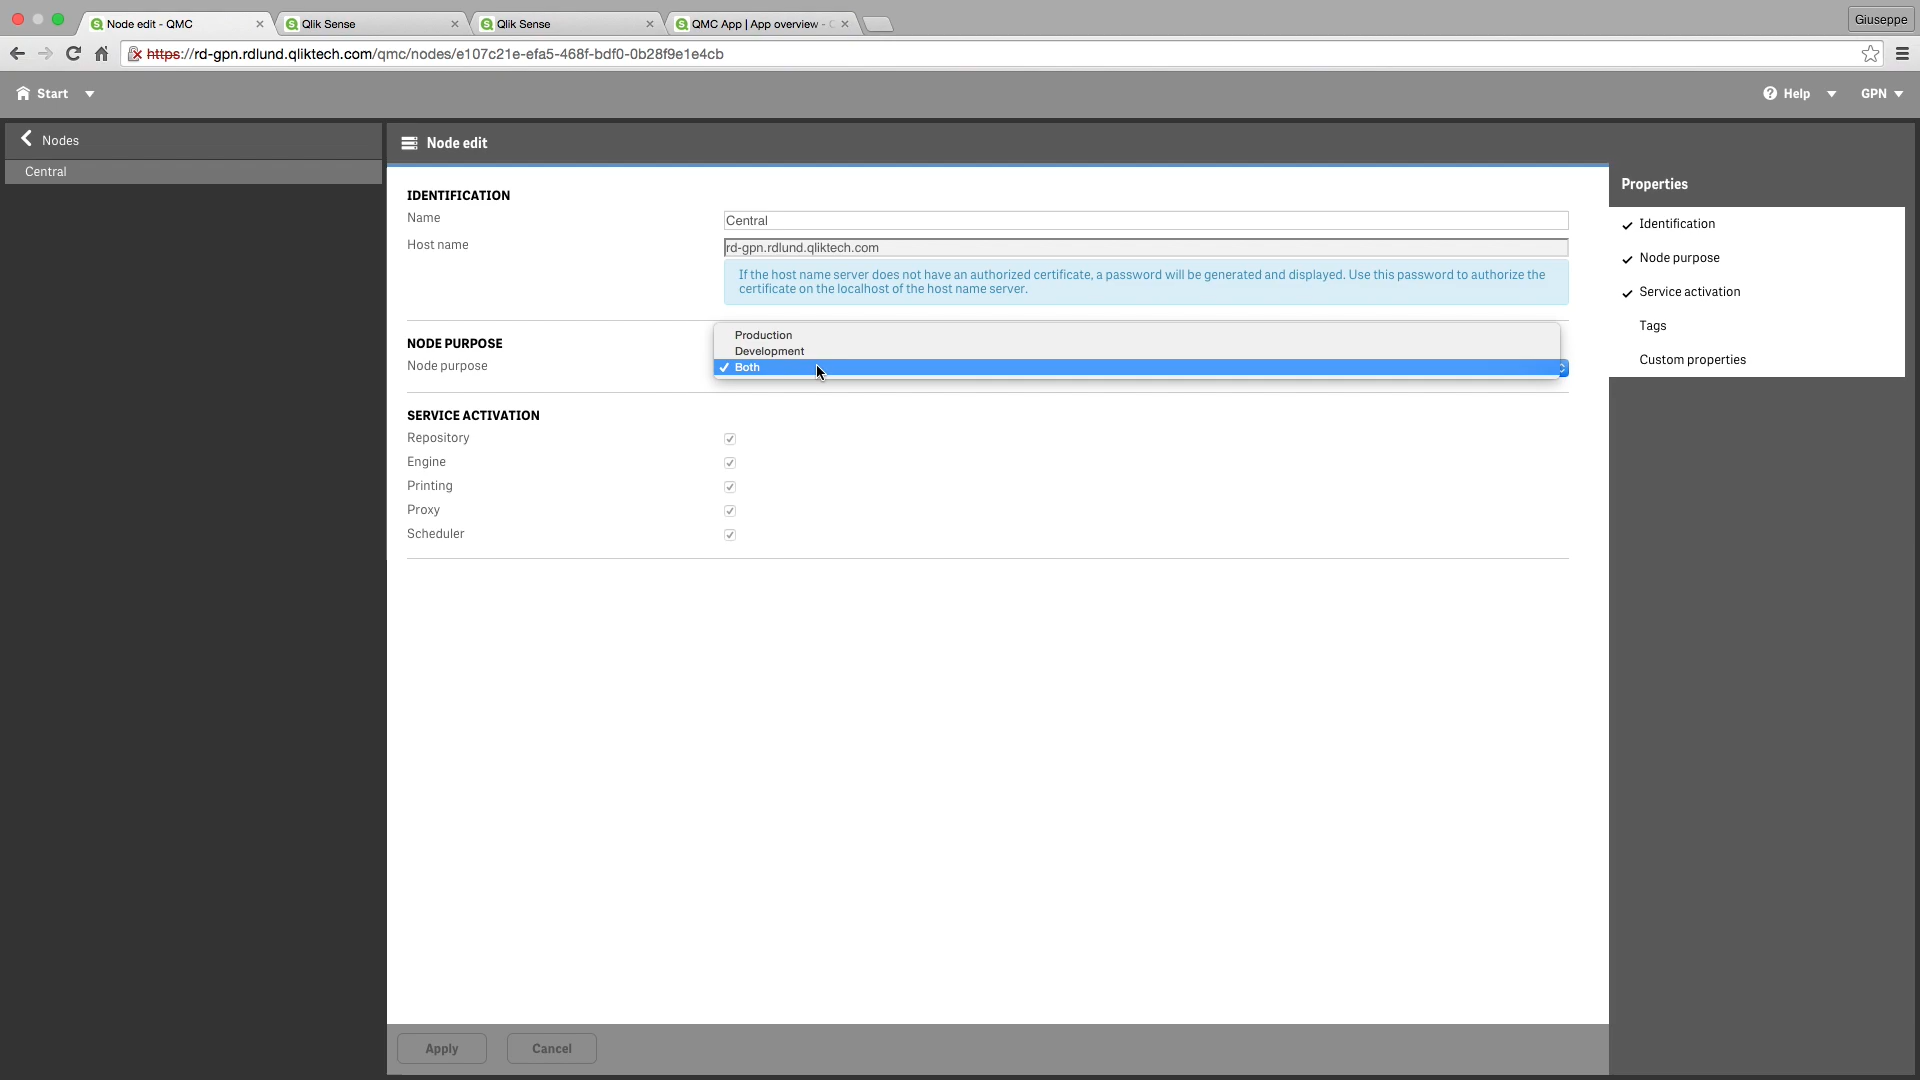 Node edit - QMC
Qlik Sense
Qlik Sense
QMC App | App overview -
Giuseppe
https://rd-gpn.rdlund.qliktech.com/qmc/nodes/e107c21e-efa5-468f-bdf0-0b28f9e1e4cb
Start
Help
GPN
Nodes
Central
Node edit
IDENTIFICATION
Name
Central
Host name
rd-gpn.rdlund.qliktech.com
If the host name server does not have an authorized certificate, a password will be generated and displayed. Use this password to authorize the
certificate on the localhost of the host name server.
NODE PURPOSE
Node purpose
Production
Development
Both
SERVICE ACTIVATION
Repository
Engine
Printing
Proxy
Scheduler
Properties
Identification
Node purpose
Service activation
Tags
Custom properties
Apply
Cancel